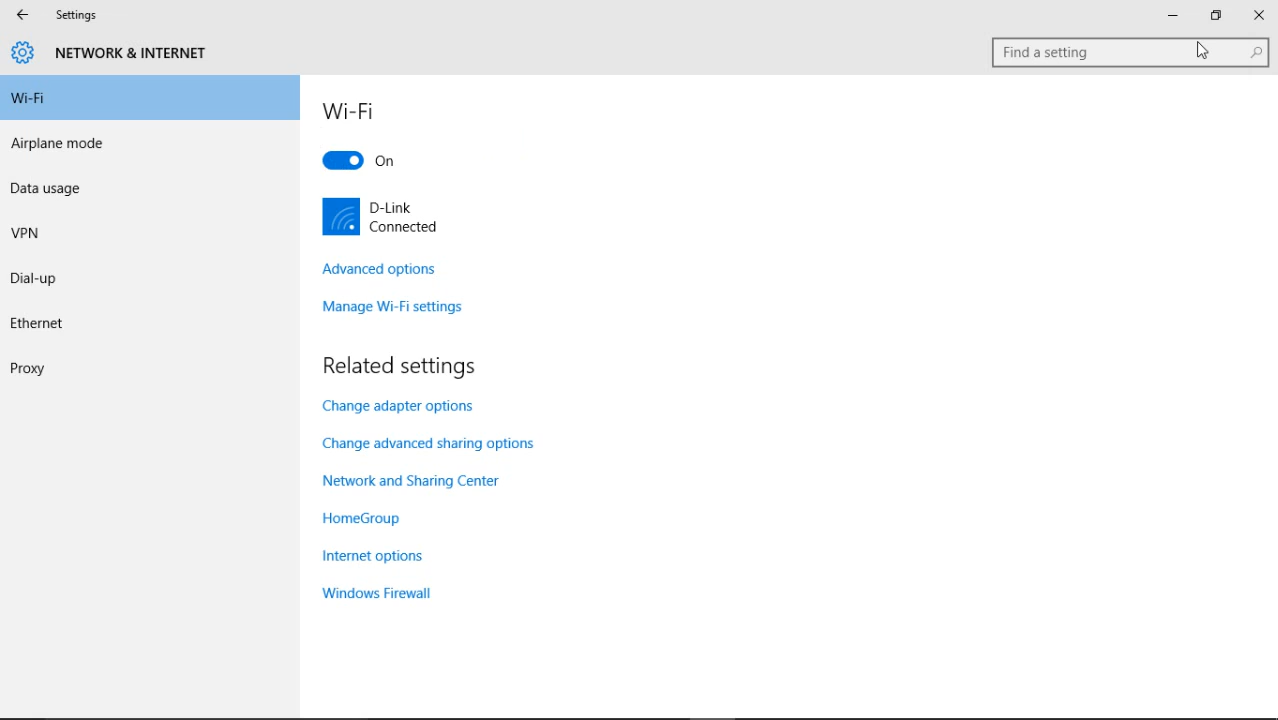 Settings
NETWORK & INTERNET
Find a setting
Wi-Fi
Airplane mode
Data usage
VPN
Dial-up
Ethernet
Proxy
Wi-Fi
On
D-Link
Connected
Advanced options
Manage Wi-Fi settings
Related settings
Change adapter options
Change advanced sharing options
Network and Sharing Center
HomeGroup
Internet options
Windows Firewall